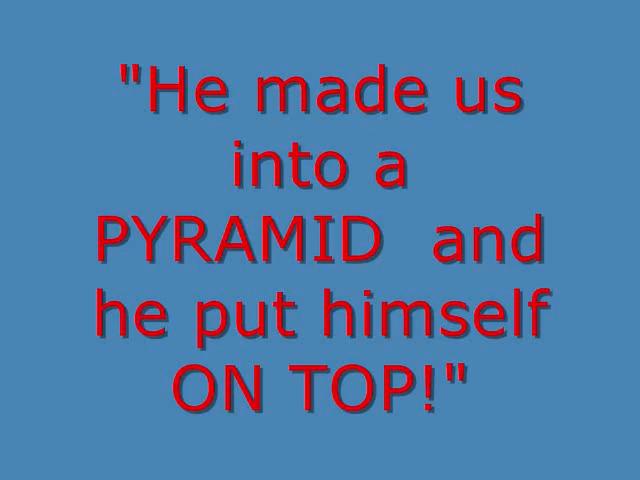 "He made us
into a
PYRAMID  and
he put himself
ON TOP!"